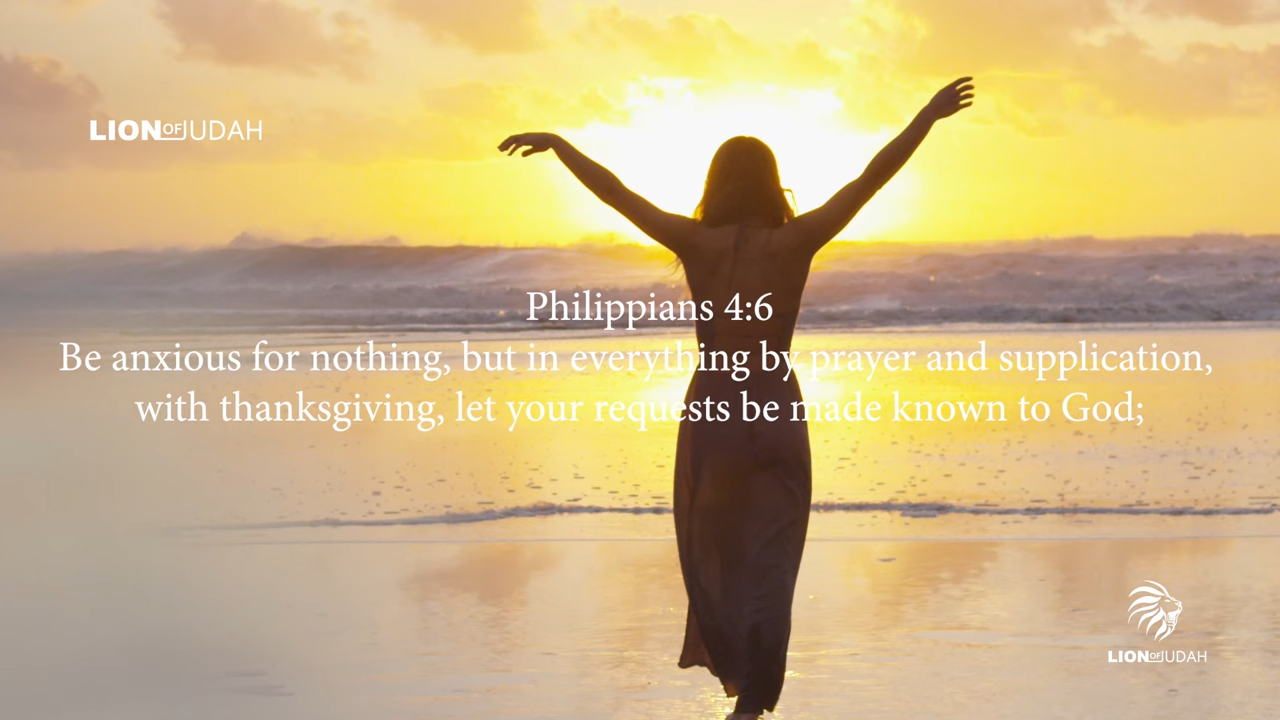 LION OF JUDAH
Philippians 4:6
Be anxious for nothing, but in everything by prayer and supplication,
with thanksgiving, let your requests be made known to God;
LION OF JUDAH